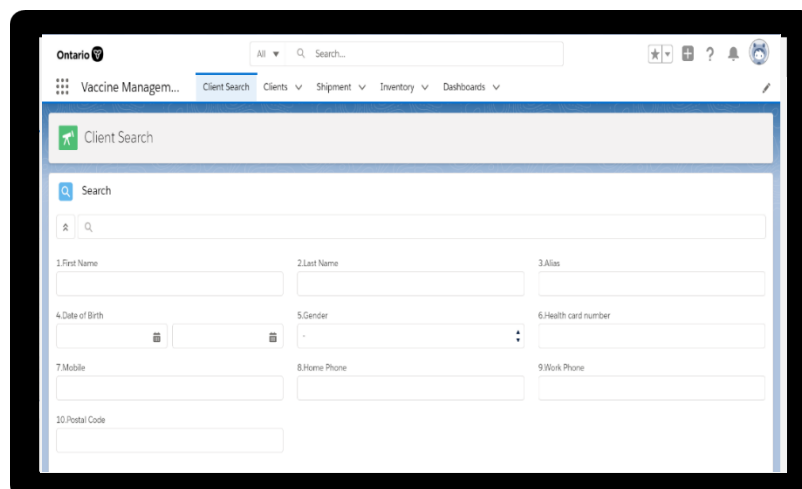 Ontario
All Search...
Vaccine Managem... Client Search Clients Shipment Inventory Dashboards
Client Search
Search
1.First Name 2.Last Name 3.Alias
4.Date of Birth 5.Gender 6.Health card number
-
7.Mobile 8.Home Phone 9.Work Phone
10.Postal Code